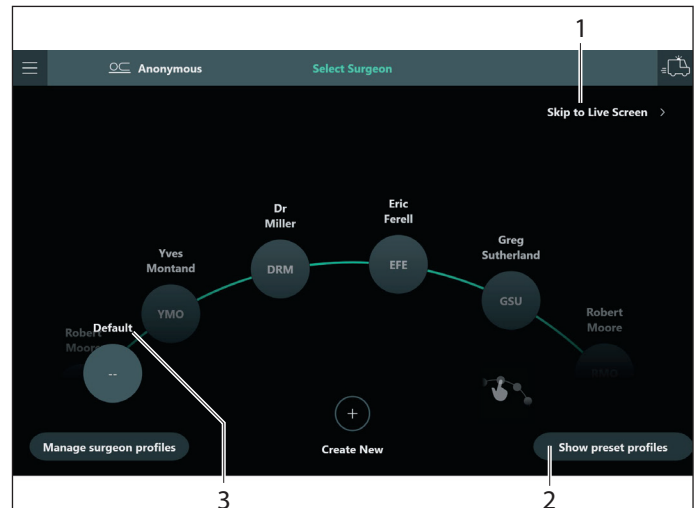 1
Anonymous
Select Surgeon
Skip to Live Screen
Dr
Miller
Eric
Ferell
Yves
Montand
Greg
Sutherland
DRM
EFE
YMO
GSU
Robert
Moore
Default
Robert
Moore
RMO
--
+
Manage surgeon profiles
Create New
Show preset profiles
3
2